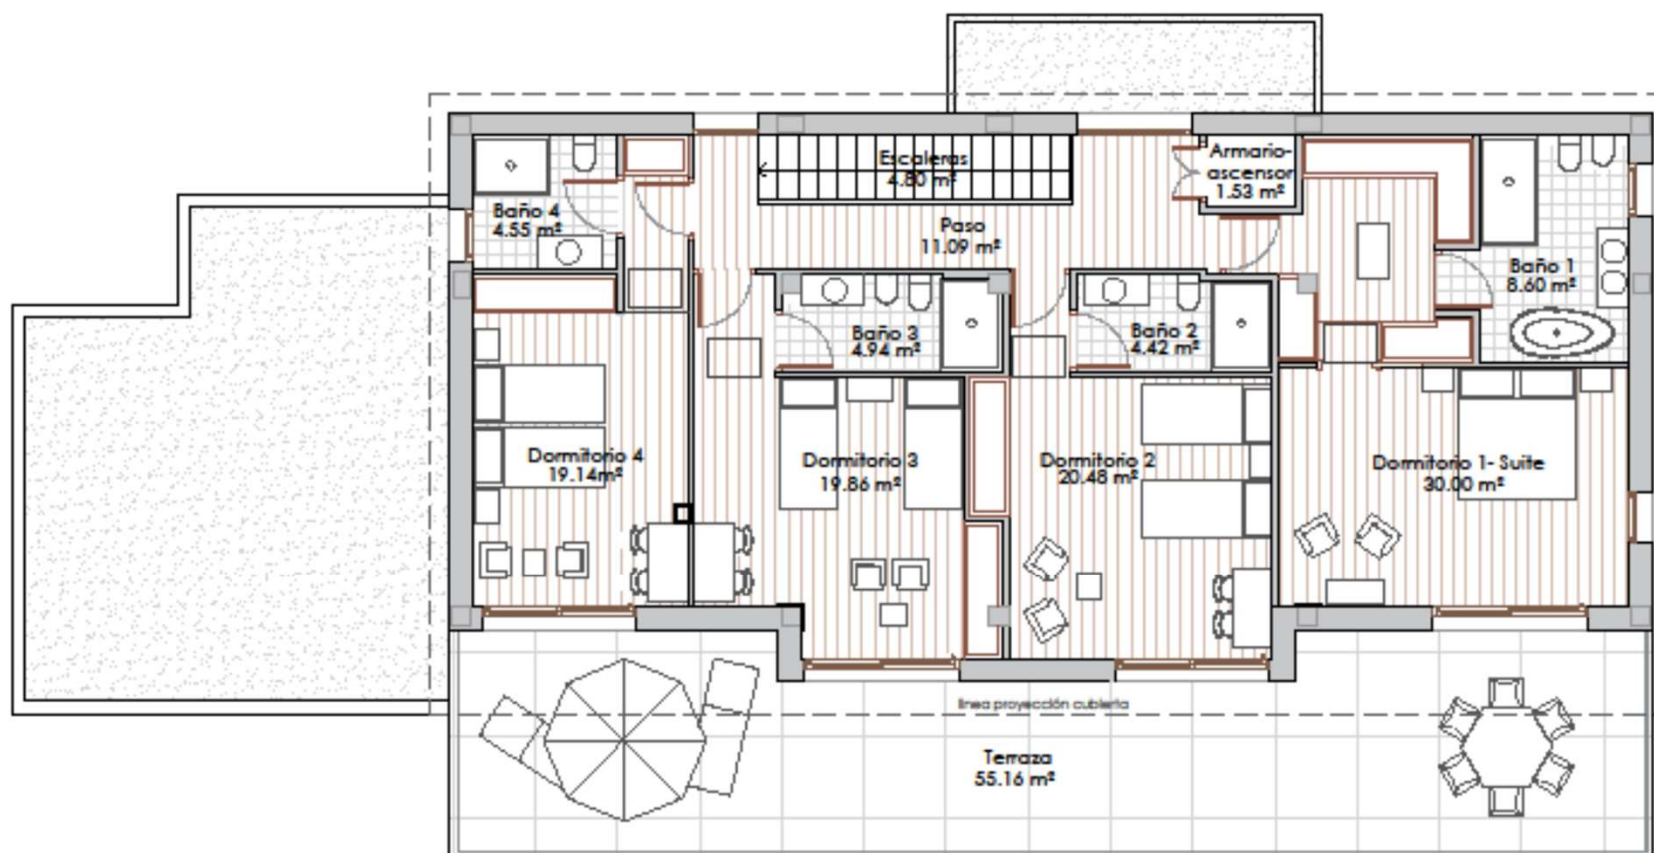 Escaleras
4.80 m²
Armario-
ascensor
1.53 m²
Baño 4
4.55 m²
Paso
11.09 m²
Baño 1
8.60 m²
Baño 3
4.94 m²
Baño 2
4.42 m²
Dormitorio 4
19.14m²
Dormitorio 3
19.86 m²
Dormitorio 2
20.48 m²
Dormitorio 1- Suite
30.00 m²
línea proyección cubierta
Terraza
55.16 m²